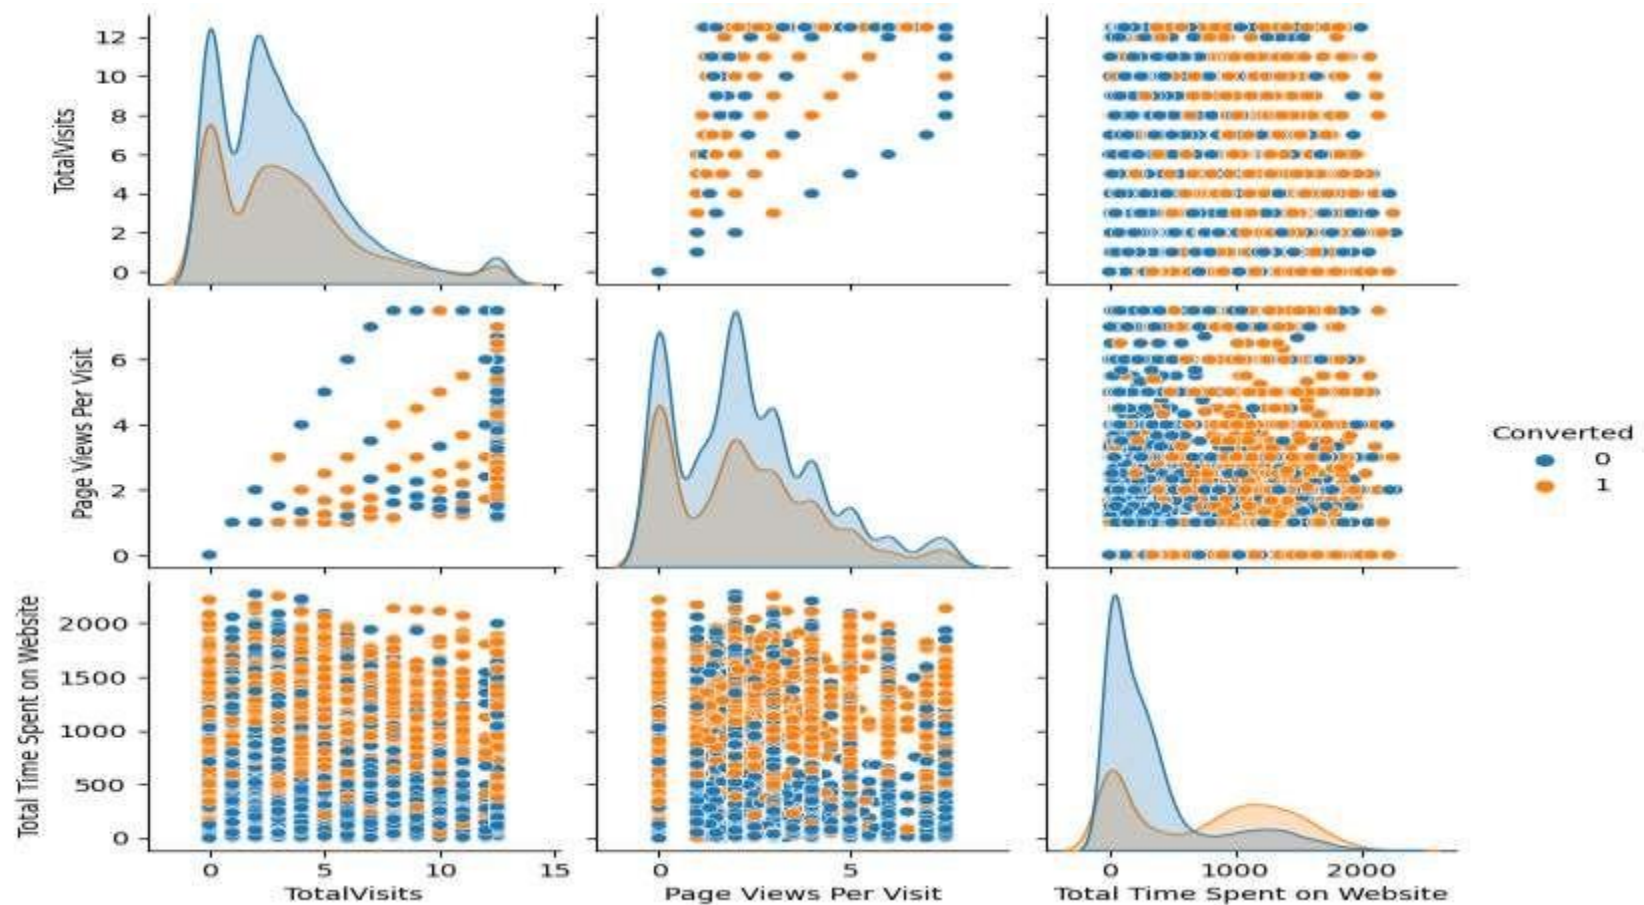 TotalVisits
12
10
8
6
4
2
0
Page Views Per Visit
6
4
2
0
Converted
0
1
Total Time Spent on Website
2000
1500
1000
500
0
0 5 10 15
0 5
0 1000 2000
TotalVisits
Page Views Per Visit
Total Time Spent on Website